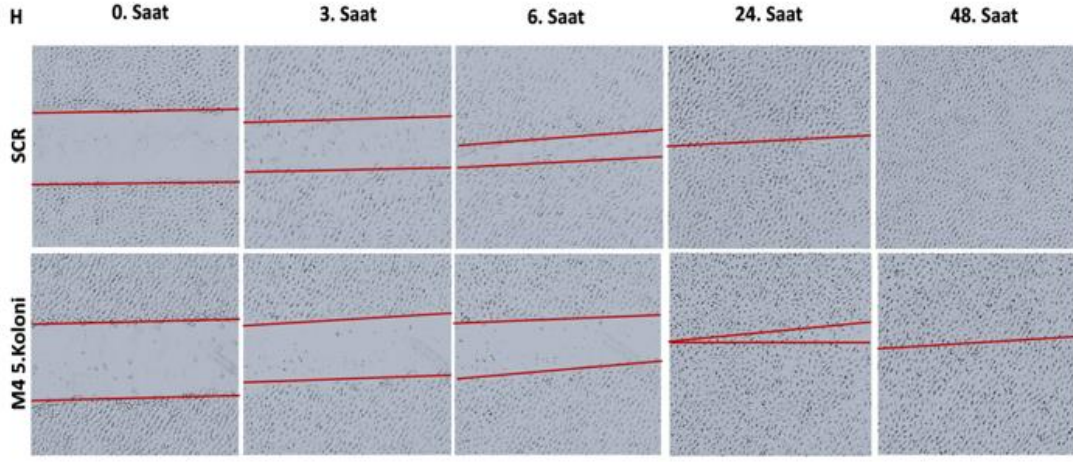 H
0. Saat
3. Saat
6. Saat
24. Saat
48. Saat
SCR
M4 5.Koloni